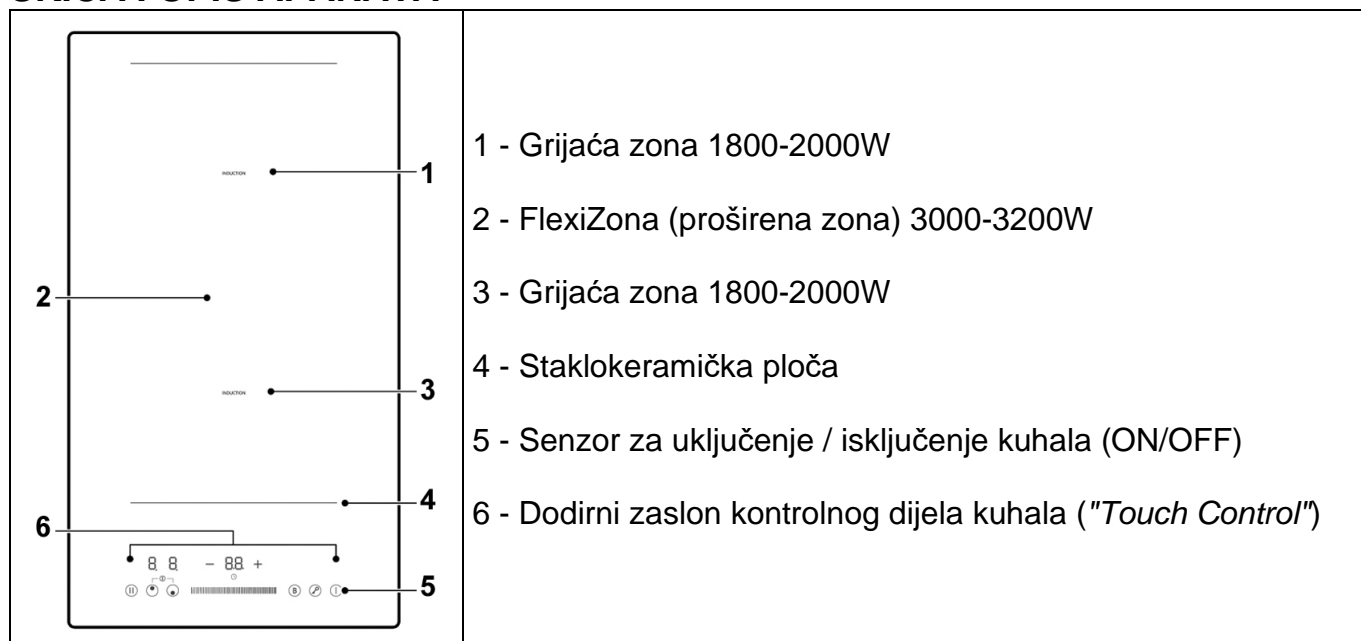 INDUCTION
1
2
INDUCTION
3
4
6
8. 8. - 8.8. +
B
5
1 - Grijaća zona 1800-2000W
2 - FlexiZona (proširena zona) 3000-3200W
3 - Grijaća zona 1800-2000W
4 - Staklokeramička ploča
5 - Senzor za uključenje / isključenje kuhala (ON/OFF)
6 - Dodirni zaslon kontrolnog dijela kuhala ("Touch Control")